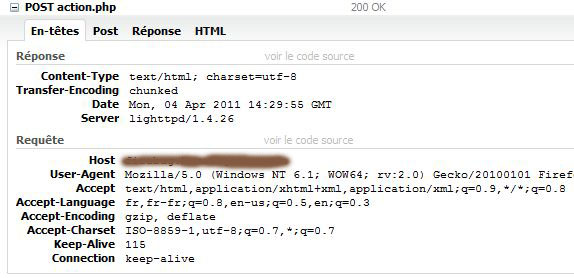 POST action.php 200 OK
En-têtes Post Réponse HTML
Réponse voir le code source
Content-Type text/html; charset=utf-8
Transfer-Encoding chunked
Date Mon, 04 Apr 2011 14:29:55 GMT
Server lighttpd/1.4.26
Requête voir le code source
Host
User-Agent Mozilla/5.0 (Windows NT 6.1; WOW64; rv:2.0) Gecko/20100101 Firef
Accept text/html,application/xhtml+xml,application/xml;q=0.9,*/*;q=0.8
Accept-Language fr,fr-fr;q=0.8,en-us;q=0.5,en;q=0.3
Accept-Encoding gzip, deflate
Accept-Charset ISO-8859-1,utf-8;q=0.7,*;q=0.7
Keep-Alive 115
Connection keep-alive